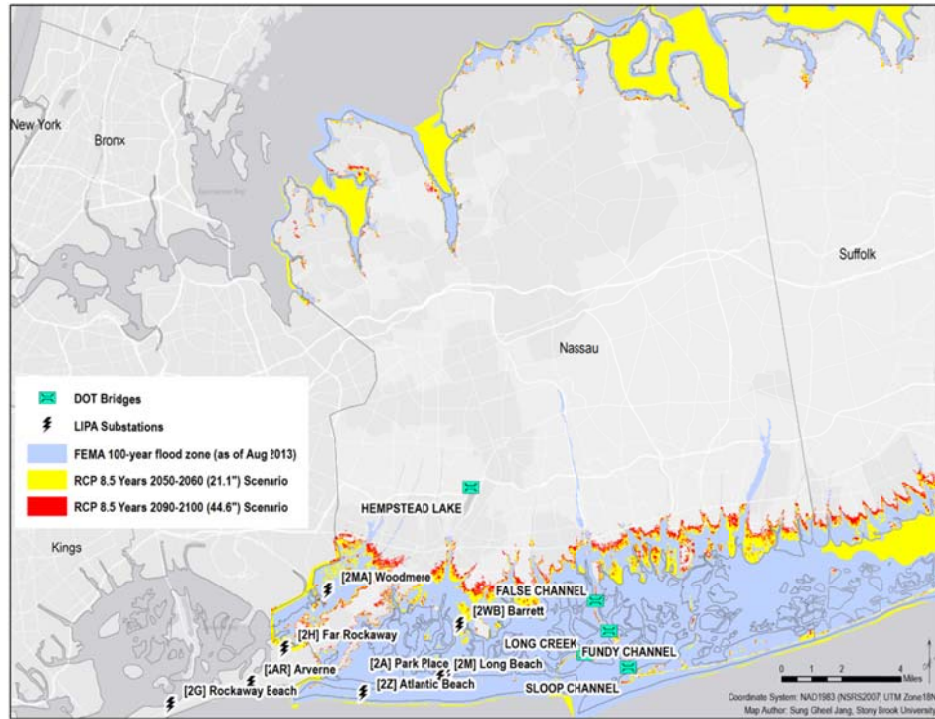 New York
Bronx
Suffolk
Nassau
DOT Bridges
LIPA Substations
FEMA 100-year flood zone (as of Aug 2013)
RCP 8.5 Years 2050-2060 (21.1") Scenario
RCP 8.5 Years 2090-2100 (44.6") Scenario
HEMPSTEAD LAKE
Kings
[2MA] Woodmere
FALSE CHANNEL
[2WB] Barrett
[2H] Far Rockaway
LONG CREEK
FUNDY CHANNEL
[AR] Arverne
[2A] Park Place
[2M] Long Beach
[2G] Rockaway Beach
[2Z] Atlantic Beach
SLOOP CHANNEL
0 1 2 4
Miles
Coordinate System: NAD1983 (NSRS2007) UTM Zone18N
Map Author: Sung Gheel Jang, Stony Brook University